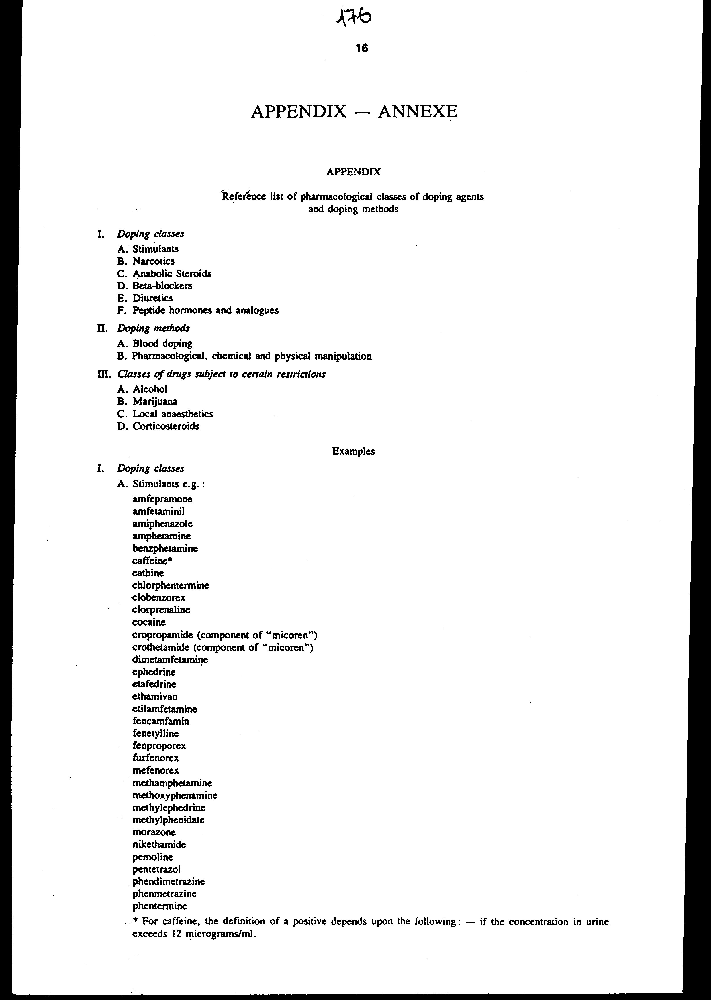 176
16
APPENDIX — ANNEXE
APPENDIX
Reference list of pharmacological classes of doping agents
and doping methods
I. Doping classes
A. Stimulants
B. Narcotics
C. Anabolic Steroids
D. Beta-blockers
E. Diuretics
F. Peptide hormones and analogues
II. Doping methods
A. Blood doping
B. Pharmacological, chemical and physical manipulation
III. Classes of drugs subject to certain restrictions
A. Alcohol
B. Marijuana
C. Local anaesthetics
D. Corticosteroids
Examples
I. Doping classes
A. Stimulants e.g. :
amfepramone
amfetaminil
amiphenazole
amphetamine
benzphetamine
caffeine*
cathine
chlorphentermine
clobenzorex
clorprenaline
cocaine
cropropamide (component of “micoren”)
crothetamide (component of “micoren”)
dimetamfetamine
ephedrine
etafedrine
ethamivan
etilamfetamine
fencamfamin
fenetylline
fenproporex
furfenorex
mefenorex
methamphetamine
methoxyphenamine
methylephedrine
methylphenidate
morazone
nikethamide
pemoline
pentetrazol
phendimetrazine
phenmetrazine
phentermine
* For caffeine, the definition of a positive depends upon the following : — if the concentration in urine
exceeds 12 micrograms/ml.